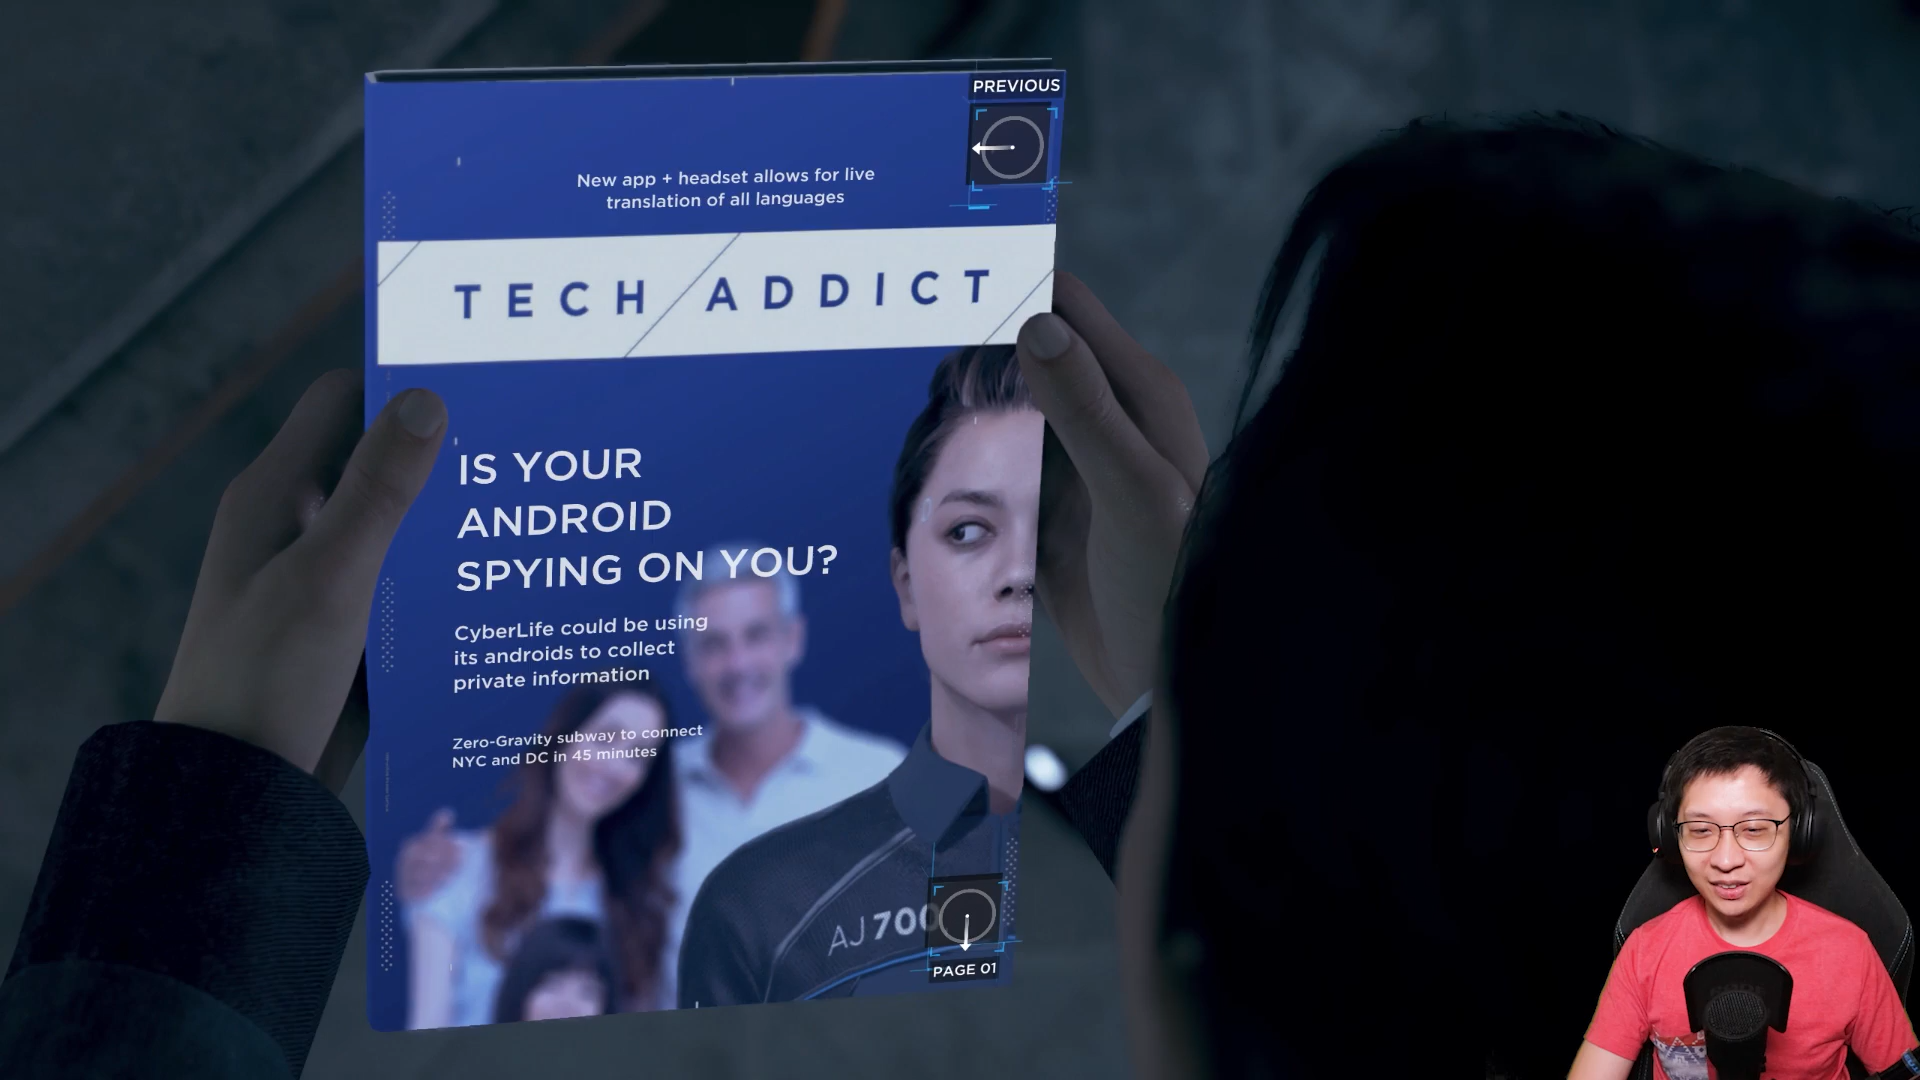 PREVIOUS
New app + headset allows for live
translation of all languages
TECH ADDICT
IS YOUR
ANDROID
SPYING ON YOU?
CyberLife could be using
its androids to collect
private information
Zero-Gravity subway to connect
NYC and DC in 45 minutes
AJ 700
PAGE 01